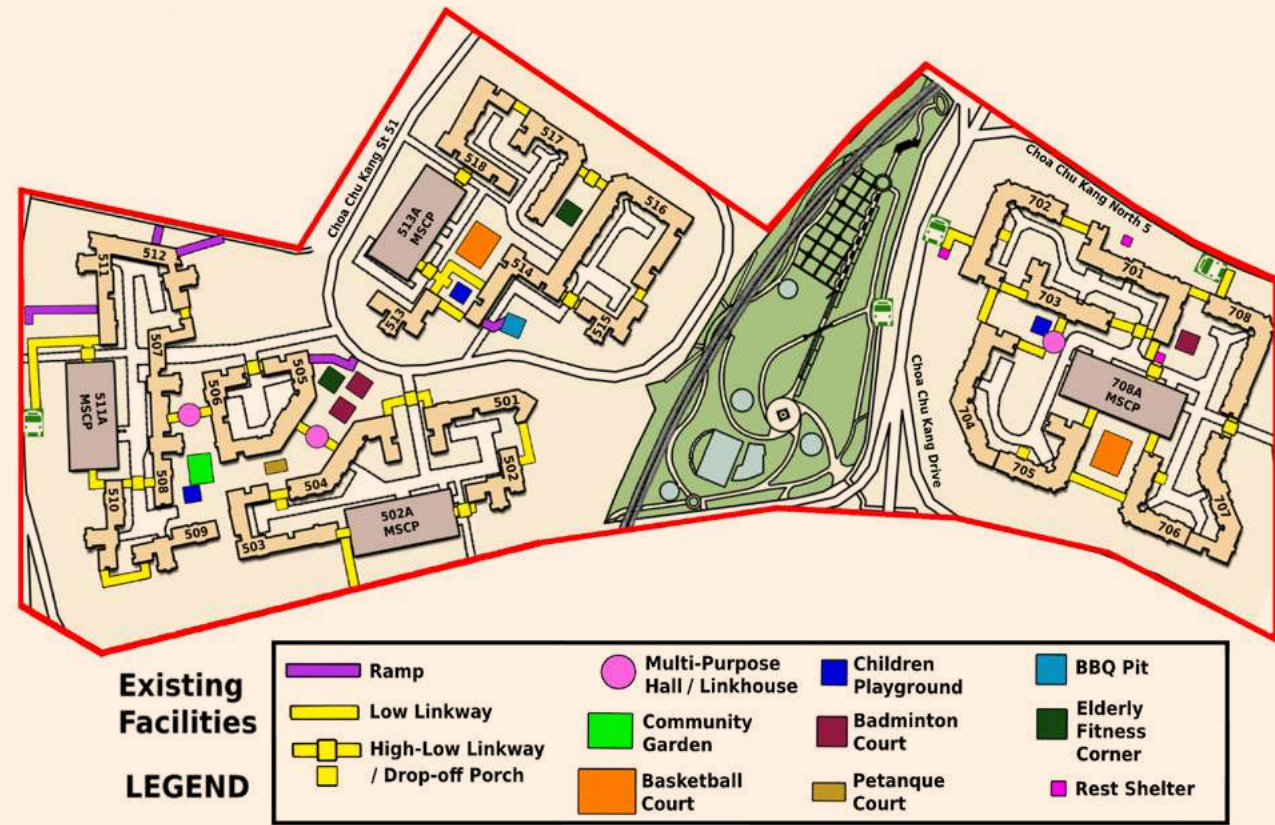 Choa Chu Kang St 51
517
518
513A
MSCP
516
514
513
515
Choa Chu Kang North 5
702
701
703
708
708A
MSCP
704
705
706
707
Choa Chu Kang Drive
512
511
507
505
506
511A
MSCP
501
502
508
504
510
509
503
502A
MSCP
Existing
Facilities
LEGEND
Ramp
Low Linkway
High-Low Linkway
/ Drop-off Porch
Multi-Purpose
Hall / Linkhouse
Community
Garden
Basketball
Court
Children
Playground
Badminton
Court
Petanque
Court
BBQ Pit
Elderly
Fitness
Corner
Rest Shelter